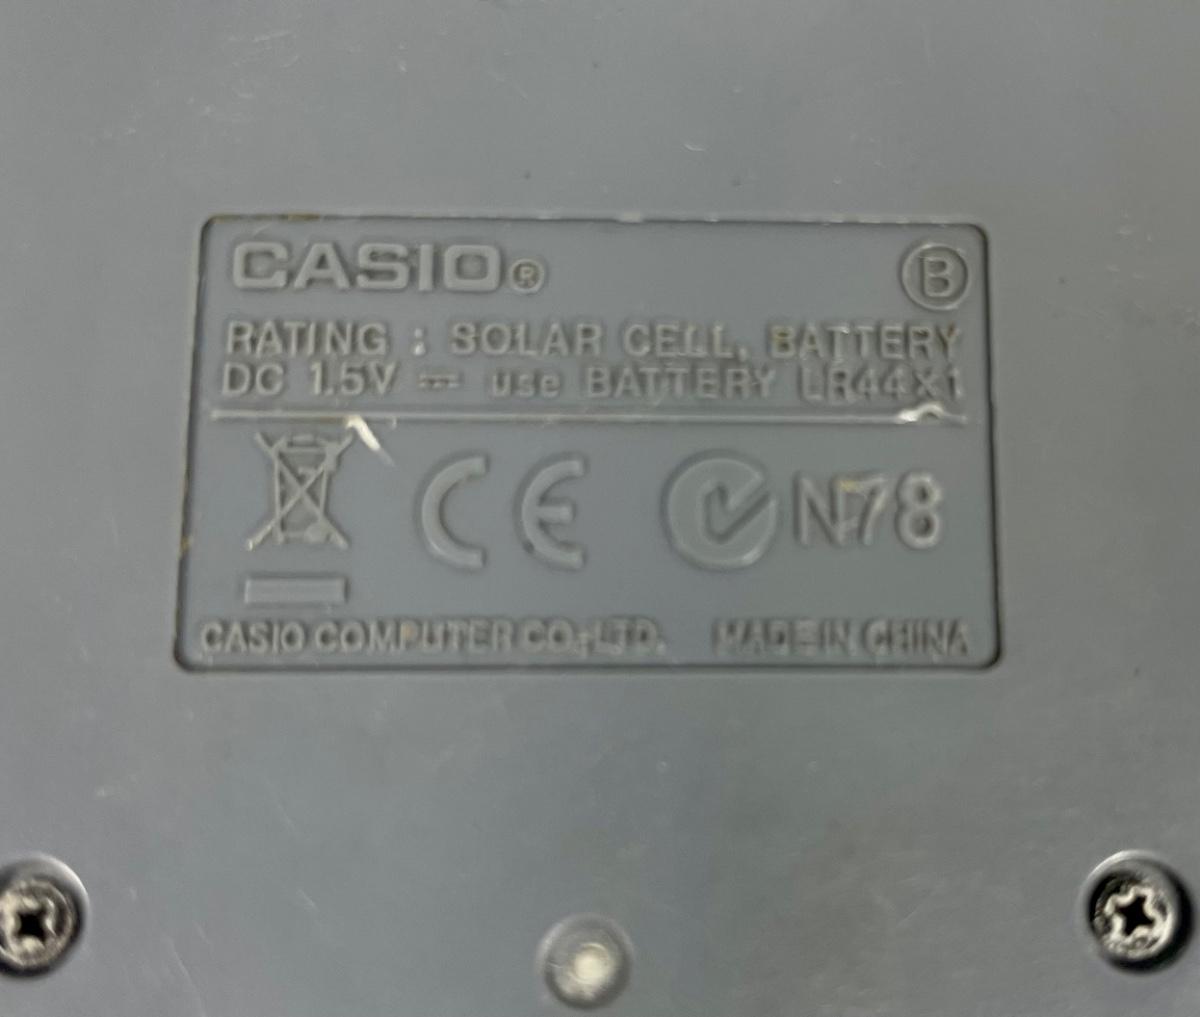 CASIO® Ⓑ
RATING : SOLAR CELL, BATTERY
DC 1.5V ⎓ use BATTERY LR44X1
CE N78
CASIO COMPUTER CO.,LTD. MADE IN CHINA